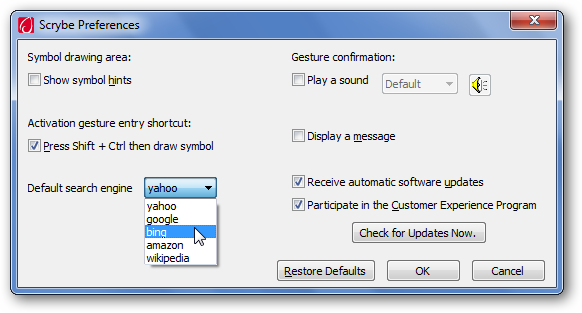 Scrybe Preferences
Symbol drawing area:
Show symbol hints
Activation gesture entry shortcut:
Press Shift + Ctrl then draw symbol
Default search engine
yahoo
yahoo
google
bing
amazon
wikipedia
Gesture confirmation:
Play a sound
Default
Display a message
Receive automatic software updates
Participate in the Customer Experience Program
Check for Updates Now.
Restore Defaults
OK
Cancel